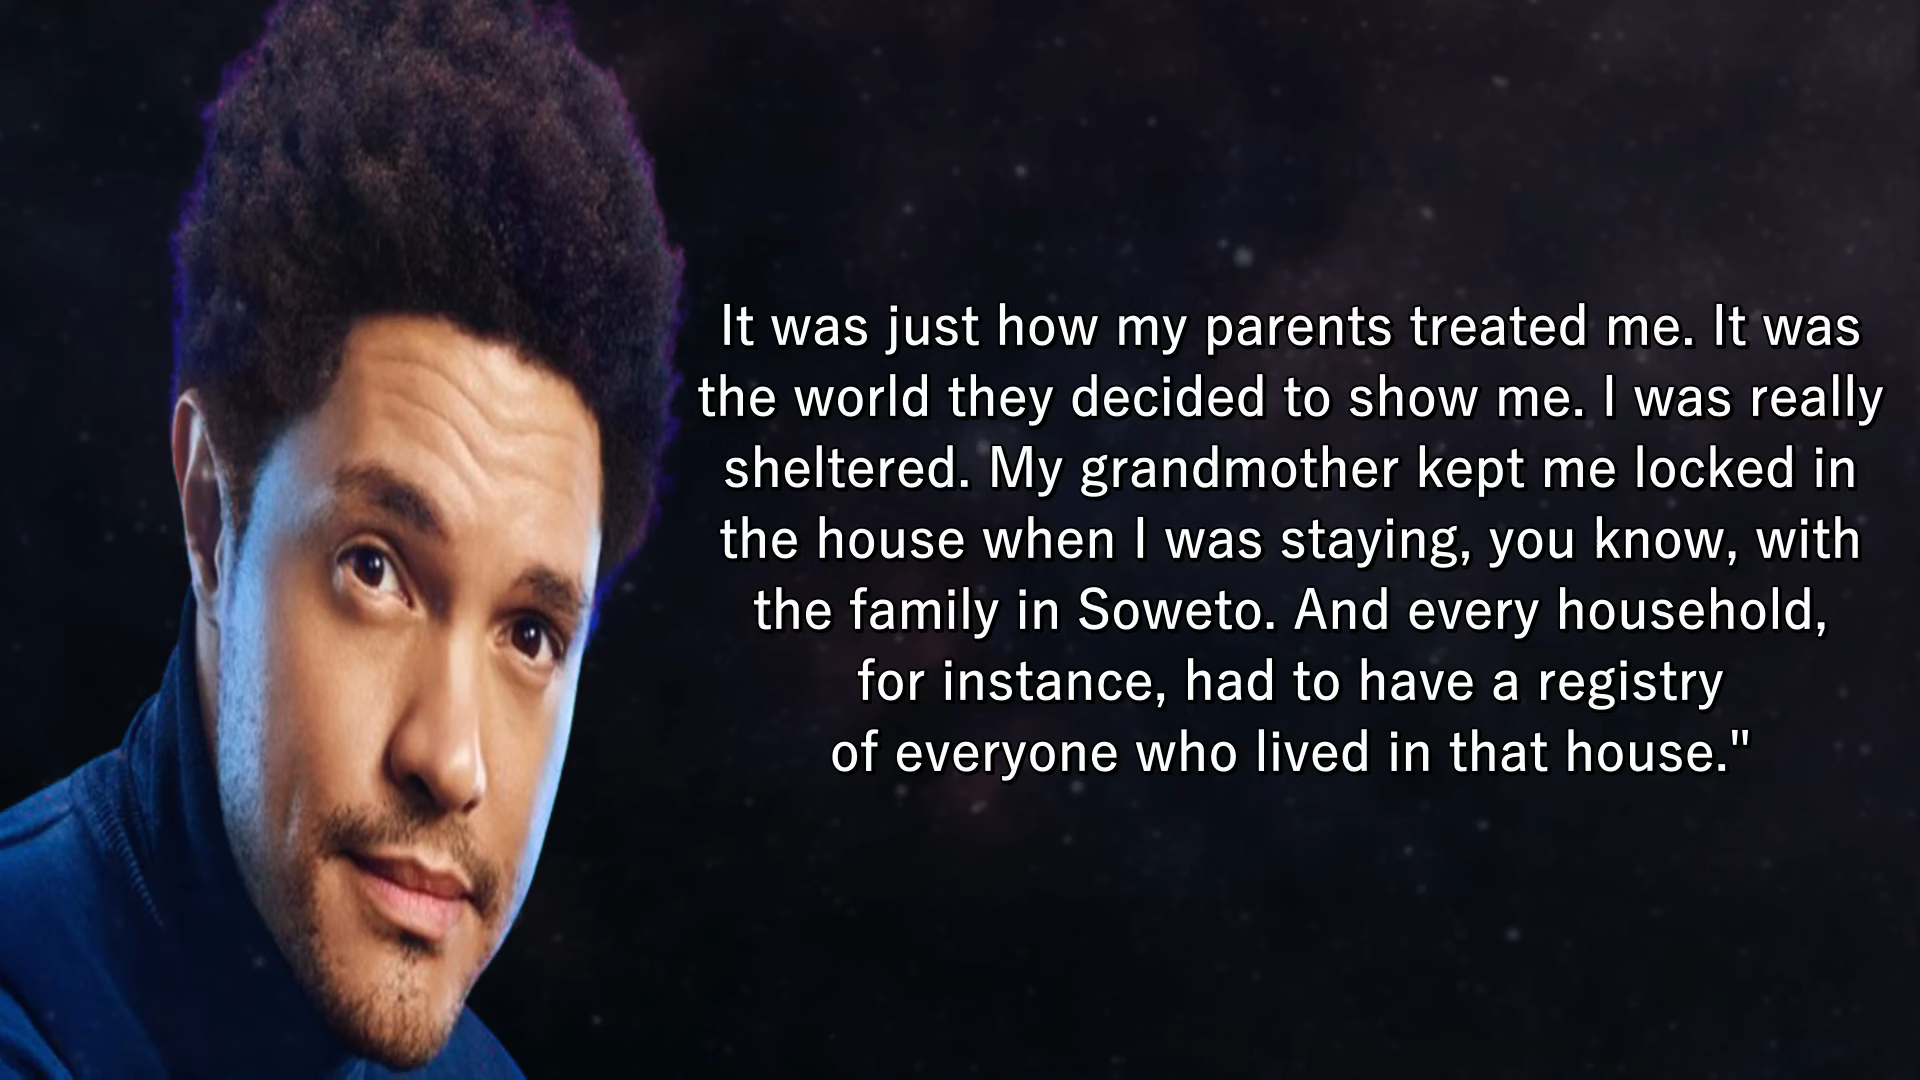 It was just how my parents treated me. It was
the world they decided to show me. I was really
sheltered. My grandmother kept me locked in
the house when I was staying, you know, with
the family in Soweto. And every household,
for instance, had to have a registry
of everyone who lived in that house."